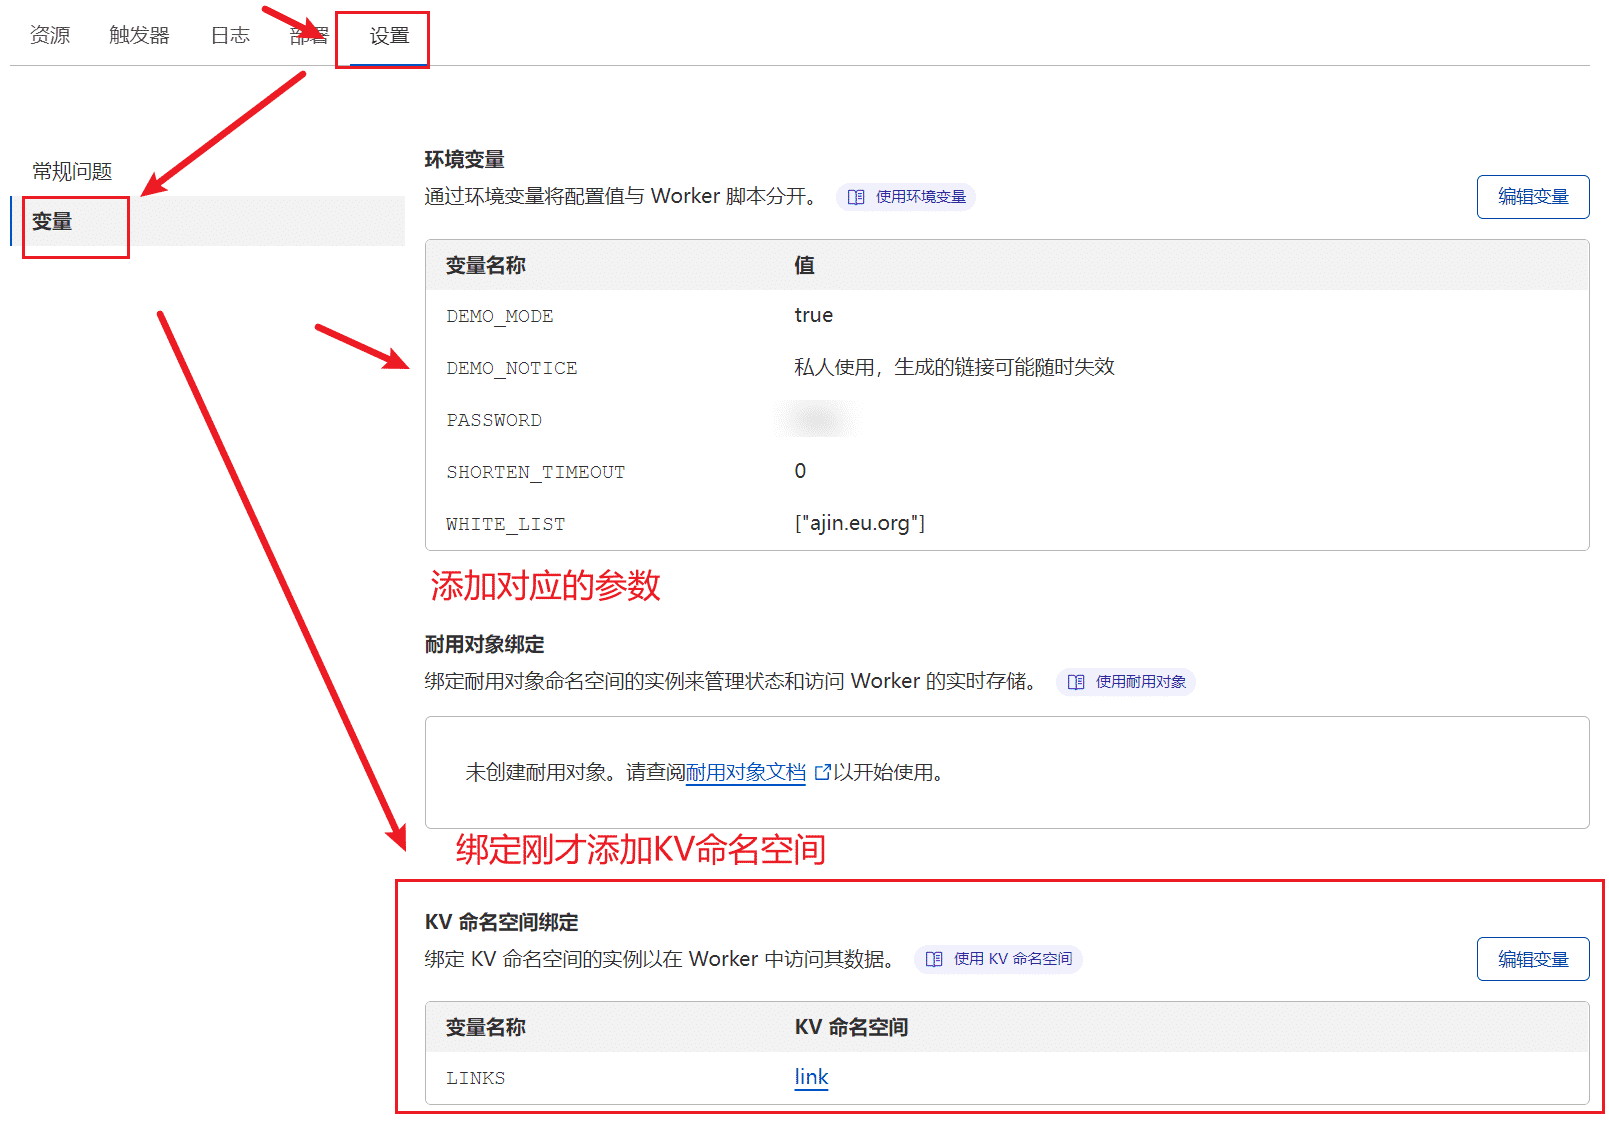 资源 触发器 日志 部署 设置
常规问题
变量
环境变量
通过环境变量将配置值与 Worker 脚本分开。 使用环境变量 编辑变量
变量名称 值
DEMO_MODE true
DEMO_NOTICE 私人使用，生成的链接可能随时失效
PASSWORD
SHORTEN_TIMEOUT 0
WHITE_LIST ["ajin.eu.org"]
添加对应的参数
耐用对象绑定
绑定耐用对象命名空间的实例来管理状态和访问 Worker 的实时存储。 使用耐用对象
未创建耐用对象。请查阅耐用对象文档 以开始使用。
绑定刚才添加KV命名空间
KV 命名空间绑定
绑定 KV 命名空间的实例以在 Worker 中访问其数据。 使用 KV 命名空间 编辑变量
变量名称 KV 命名空间
LINKS link